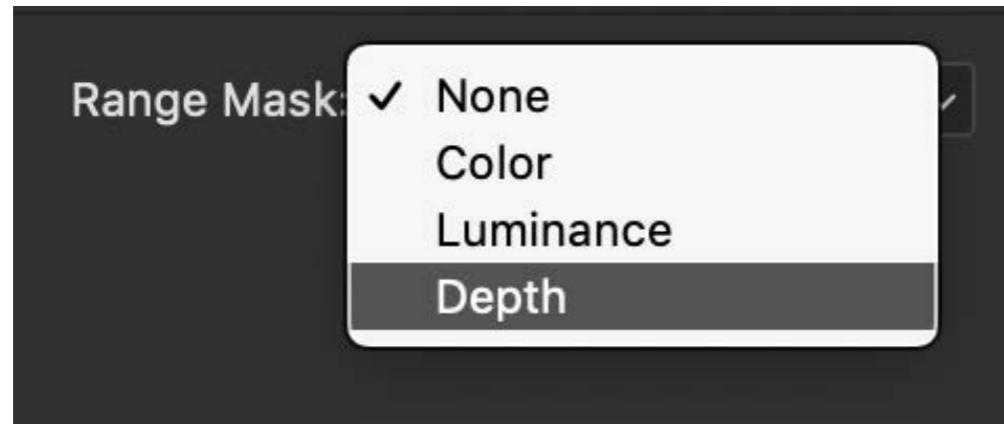 Range Mask: ✓ None
Color
Luminance
Depth